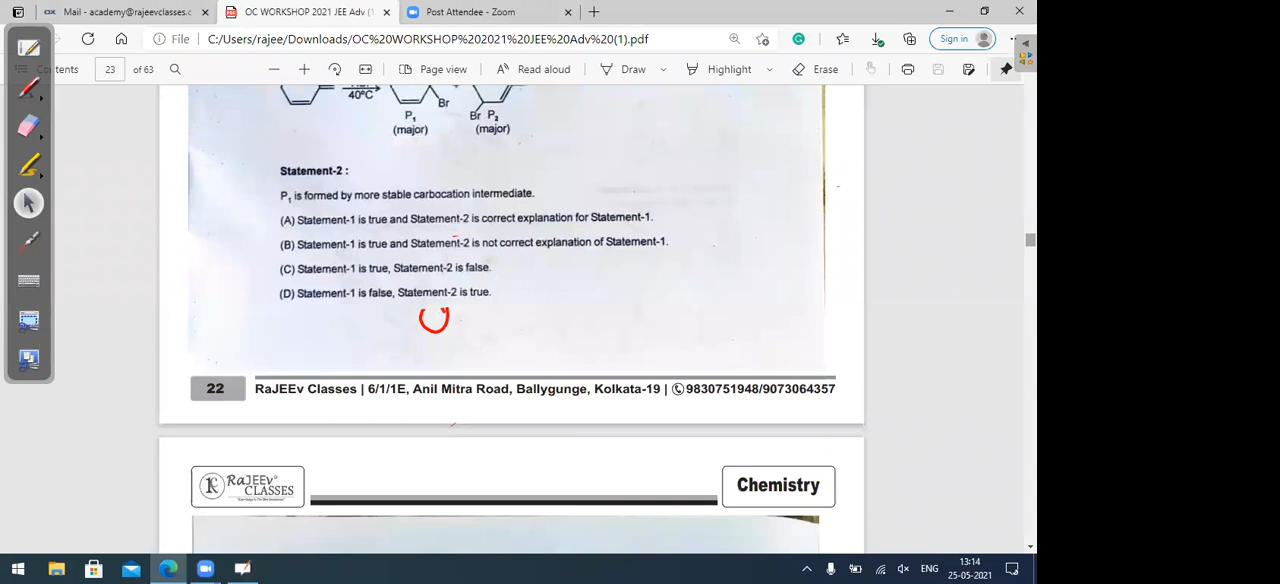 Mail - academy@rajeevclasses.c
OC WORKSHOP 2021 JEE Adv (1
Post Attendee - Zoom
File
C:/Users/rajee/Downloads/OC%20WORKSHOP%202021%20JEE%20Adv%20(1).pdf
Sign in
ntents
23 of 63
Page view
Read aloud
Draw
Highlight
Erase
40°C
Br
Br
P1
P2
(major)
(major)
Statement-2 :
P1 is formed by more stable carbocation intermediate.
(A) Statement-1 is true and Statement-2 is correct explanation for Statement-1.
(B) Statement-1 is true and Statement-2 is not correct explanation of Statement-1.
(C) Statement-1 is true, Statement-2 is false.
(D) Statement-1 is false, Statement-2 is true.
22
RaJEEv Classes | 6/1/1E, Anil Mitra Road, Ballygunge, Kolkata-19 | 9830751948/9073064357
RaJEEv
CLASSES
Chemistry
ENG
13:14
25-05-2021